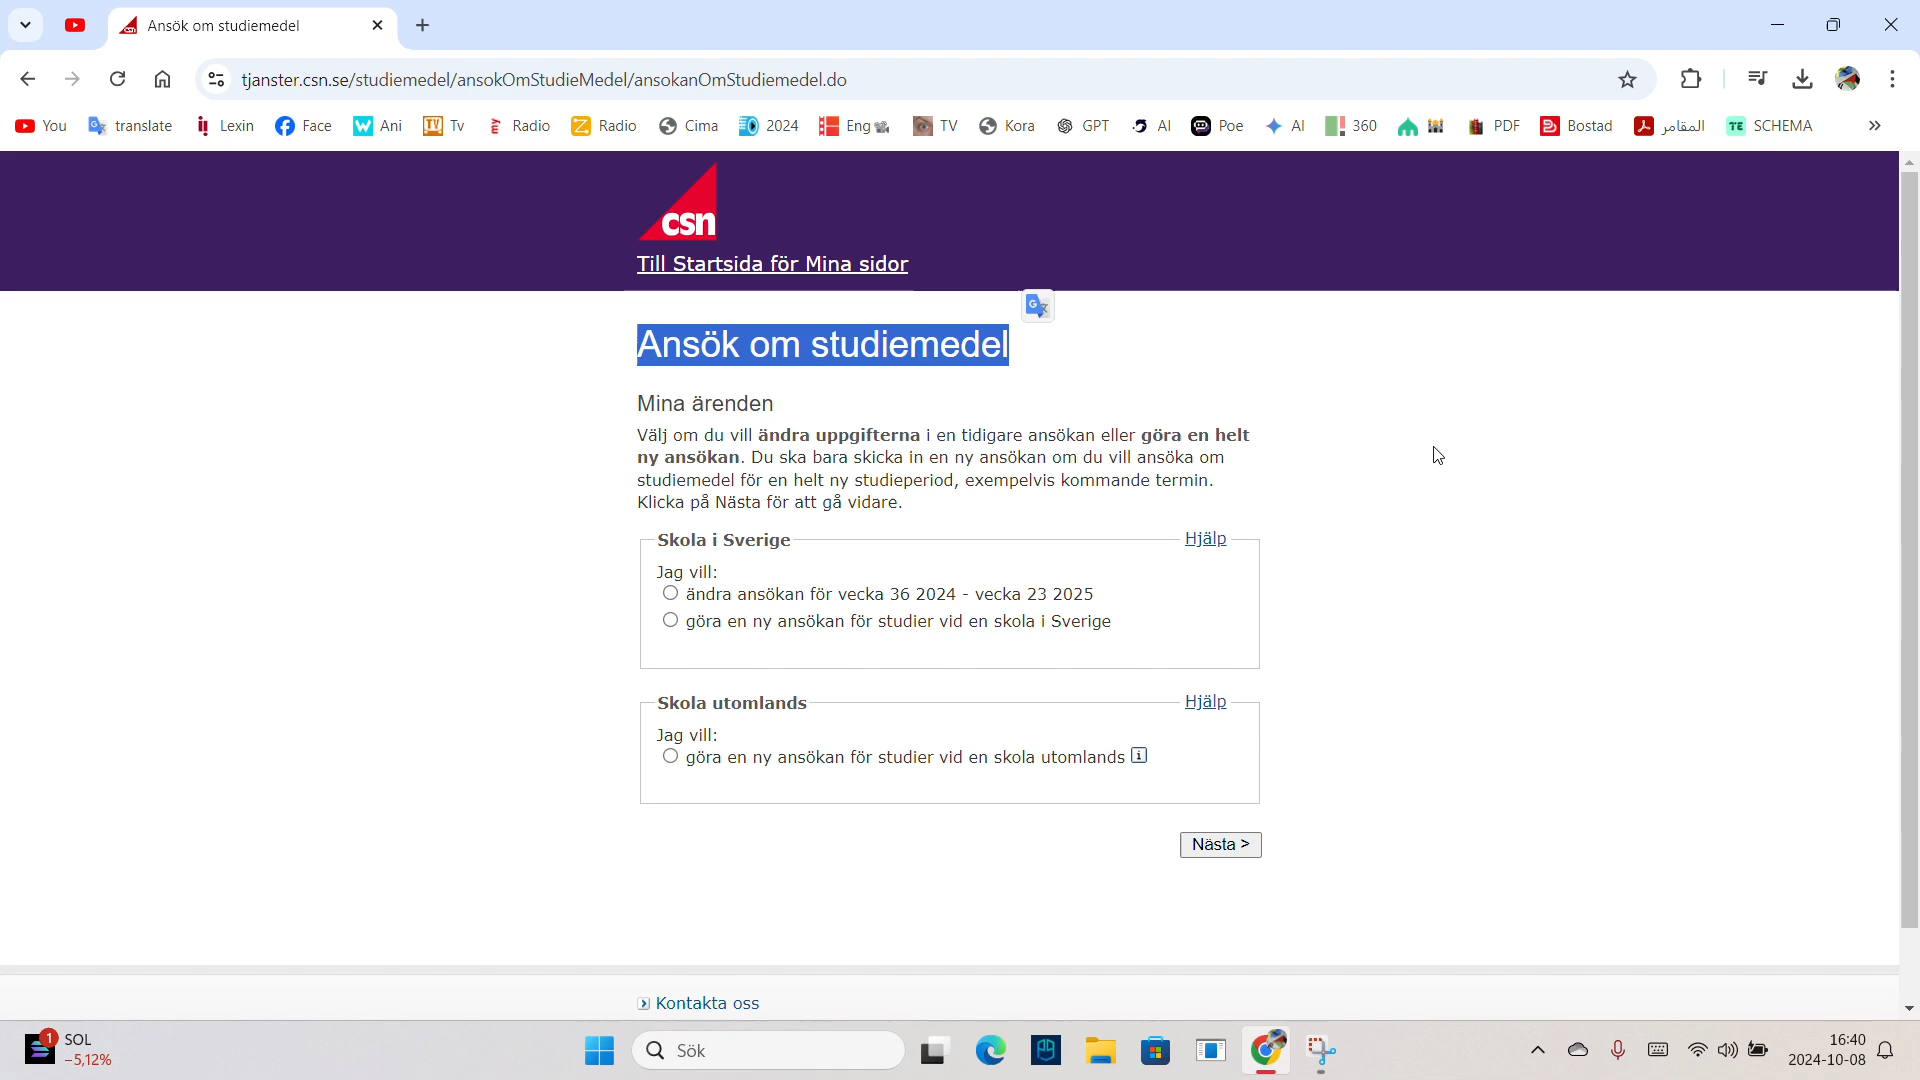 Ansök om studiemedel
tjanster.csn.se/studiemedel/ansokOmStudieMedel/ansokanOmStudiemedel.do
You translate Lexin Face Ani Tv Radio Radio Cima 2024 Eng TV Kora GPT AI Poe AI 360 PDF Bostad المقامر SCHEMA
csn
Till Startsida för Mina sidor
Ansök om studiemedel
Mina ärenden
Välj om du vill ändra uppgifterna i en tidigare ansökan eller göra en helt
ny ansökan. Du ska bara skicka in en ny ansökan om du vill ansöka om
studiemedel för en helt ny studieperiod, exempelvis kommande termin.
Klicka på Nästa för att gå vidare.
Skola i Sverige Hjälp
Jag vill:
ändra ansökan för vecka 36 2024 - vecka 23 2025
göra en ny ansökan för studier vid en skola i Sverige
Skola utomlands Hjälp
Jag vill:
göra en ny ansökan för studier vid en skola utomlands
Nästa >
Kontakta oss
1 SOL
-5,12%
Sök
16:40
2024-10-08